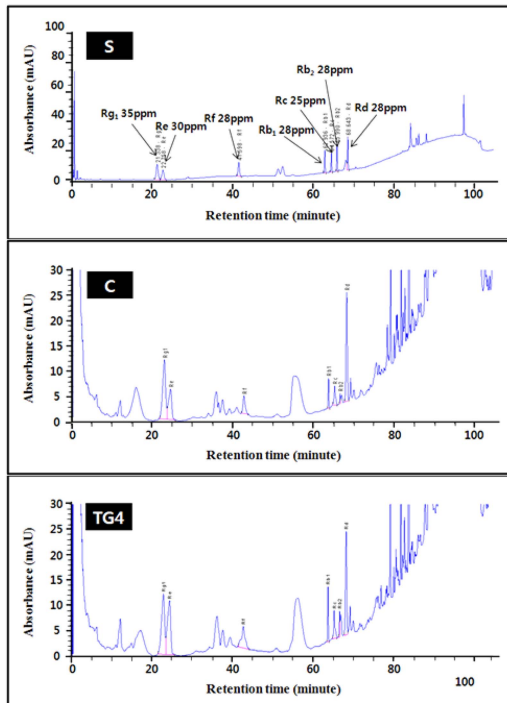 S
100
80
60
40
20
0
Absorbance (mAU)
Rg₁ 35ppm
Re 30ppm
Rf 28ppm
Rb₁ 28ppm
Rc 25ppm
Rb₂ 28ppm
Rd 28ppm
0 20 40 60 80 100
Retention time (minute)
C
30
25
20
15
10
5
0
Absorbance (mAU)
Rg1
Re
Rf
Rb1
Rc
Rb2
Rd
0 20 40 60 80 100
Retention time (minute)
TG4
30
25
20
15
10
5
0
Absorbance (mAU)
Rg1
Re
Rf
Rb1
Rc
Rb2
Rd
0 20 40 60 80 100
Retention time (minute)